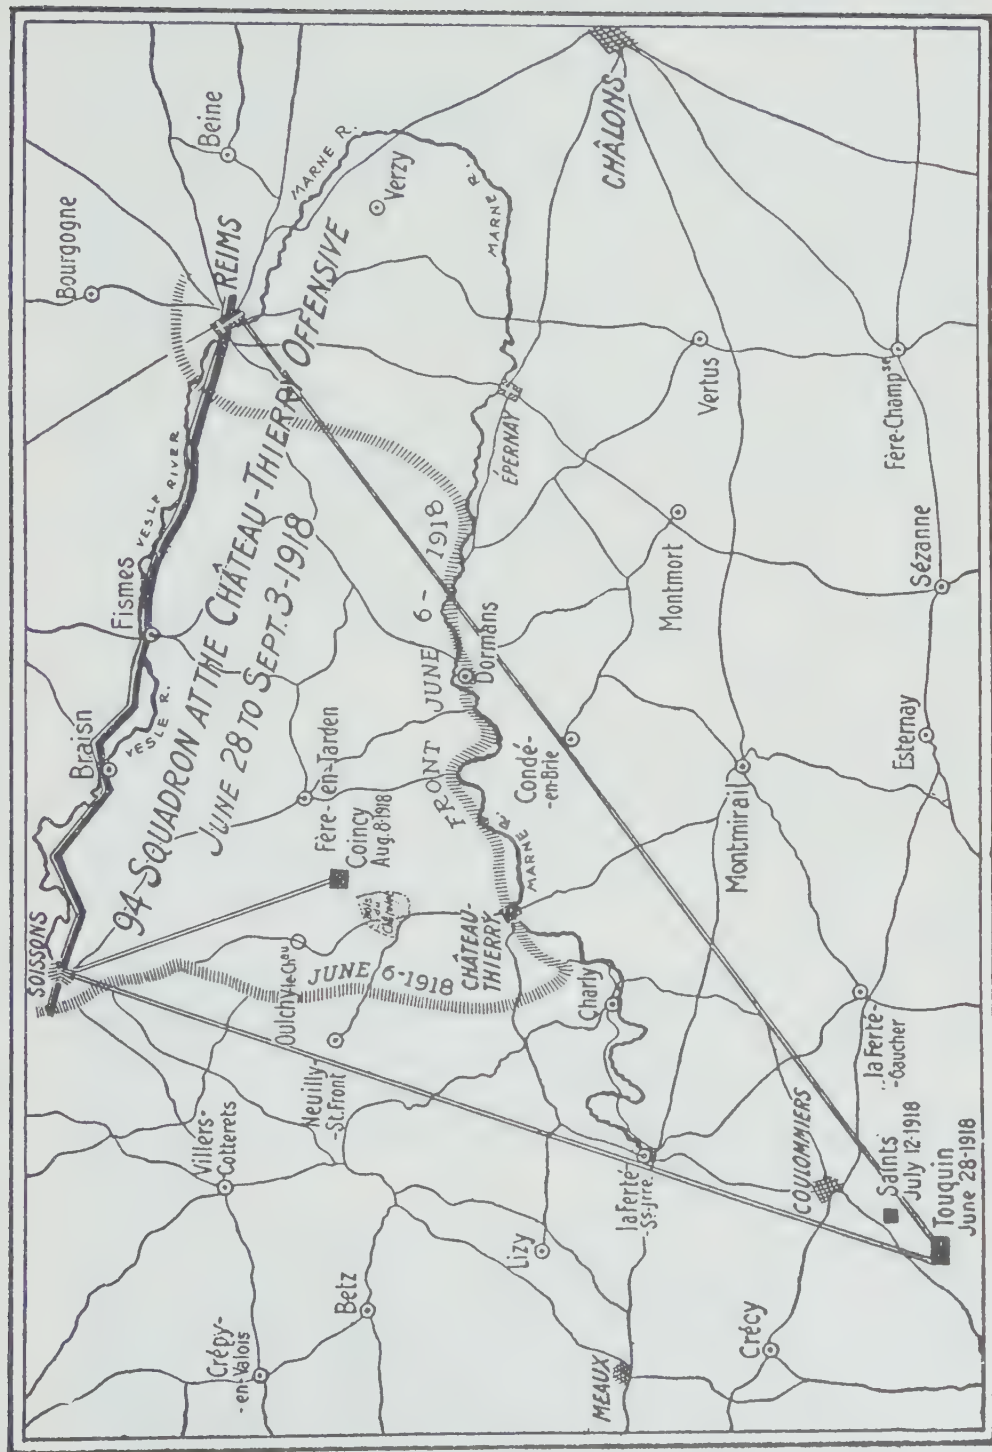 94-SQUADRON AT THE CHÂTEAU-THIERRY OFFENSIVE
JUNE 28 TO SEPT. 3-1918
SOISSONS
Braisn
VESLE R.
Fismes
VESLE RIVER
Bourgogne
REIMS
Beine
MARNE R.
Verzy
MARNE R.
CHÂLONS
Crépy-
-en-Valois
Villers-
Cotterets
Betz
Neuilly-
-St.Front
Oulchy-le-Chau
JUNE 6-1918
Fère-en-Tarden
Coincy
Aug. 8-1918
FRONT JUNE 6-1918
CHÂTEAU-
THIERRY
MARNE R.
Dormans
ÉPERNAY
Lizy
Charly
Condé-
-en-Brie
MEAUX
la Ferté-
-Ss-Jrre.
Montmort
Vertus
Crécy
COULOMMIERS
Montmirail
la Ferté-
-Gaucher
Saints
July 12-1918
Touquin
June 28-1918
Esternay
Sézanne
Fère-Champse